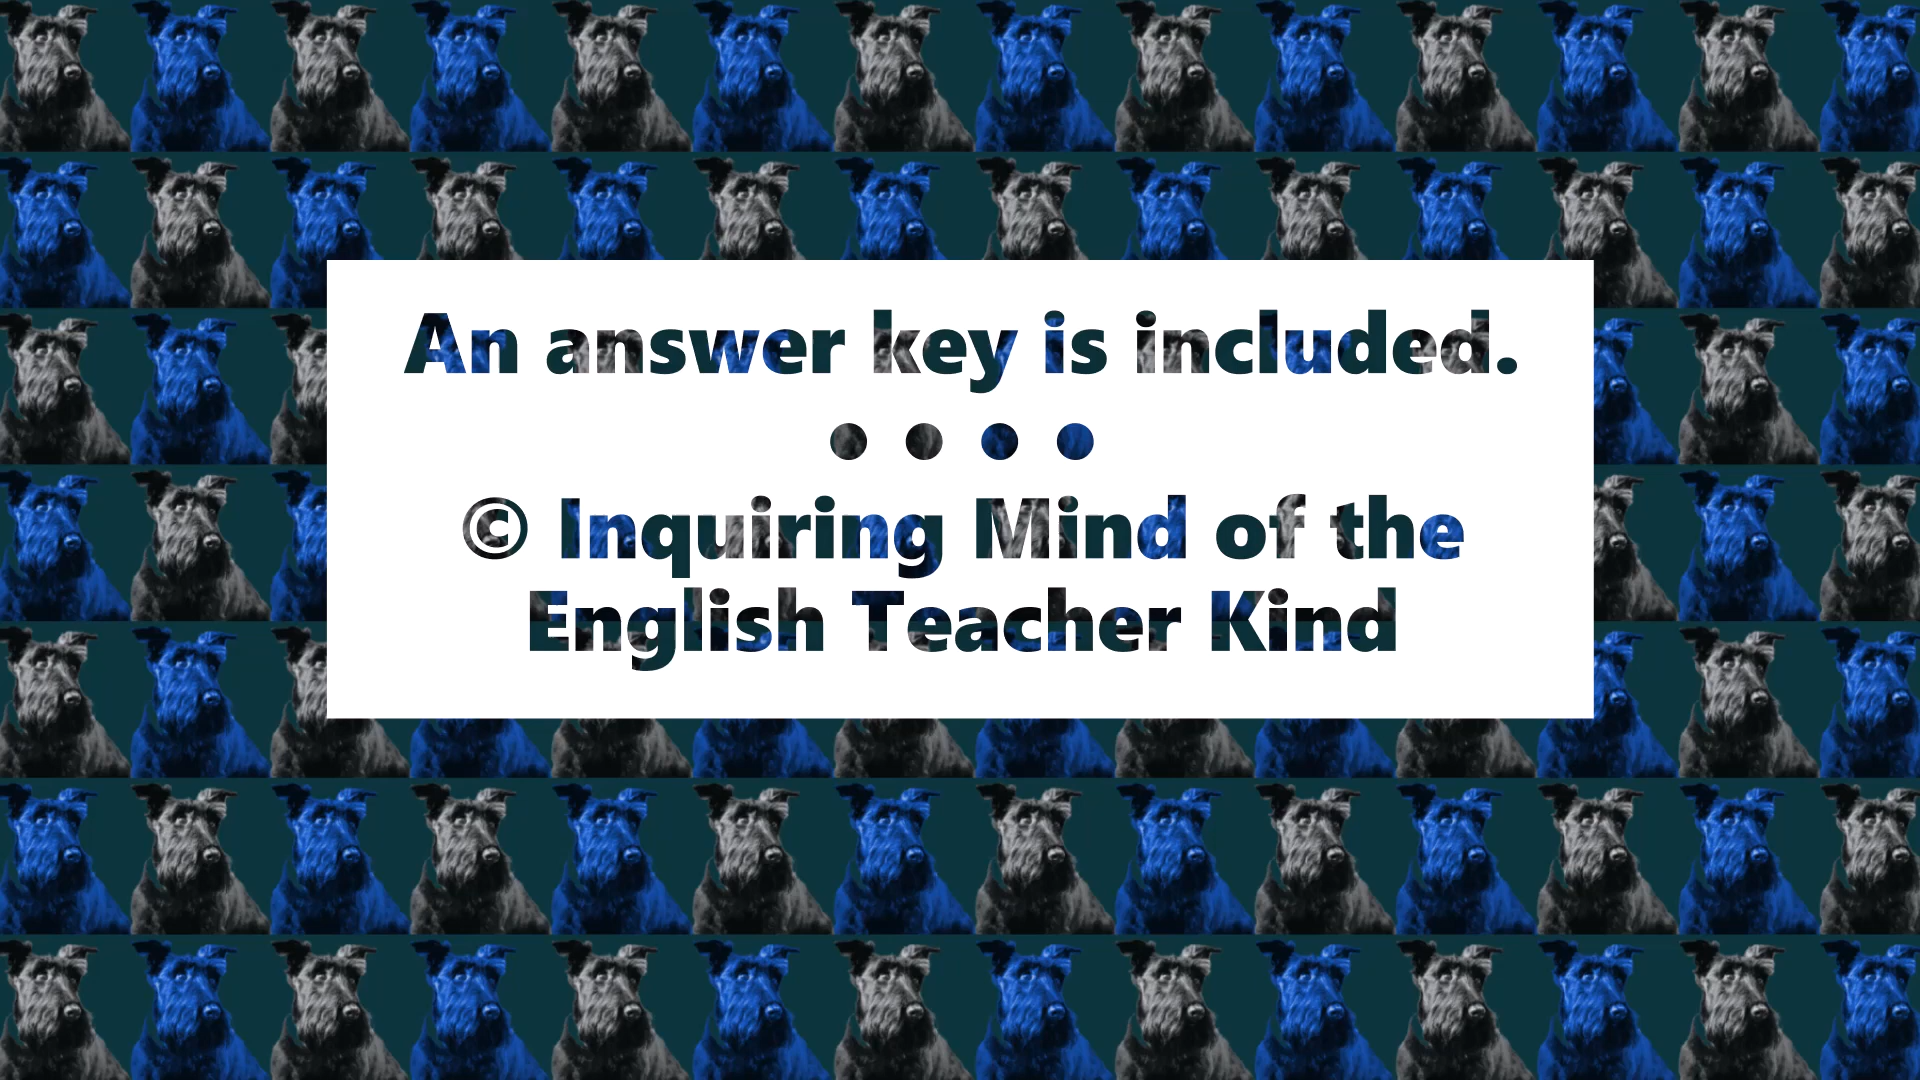 An answer key is included.
• • • •
© Inquiring Mind of the
English Teacher Kind